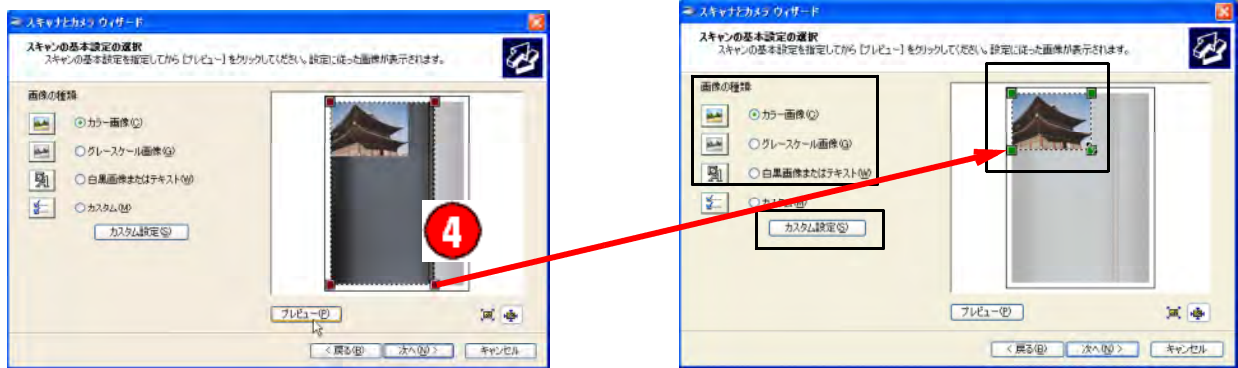 スキャナとカメラ ウィザード
スキャンの基本設定の選択
スキャンの基本設定を指定してから [プレビュー] をクリックしてください。設定に従った画像が表示されます。
画像の種類
カラー画像(C)
グレースケール画像(G)
白黒画像またはテキスト(W)
カスタム(M)
カスタム設定(S)
4
プレビュー(P)
< 戻る(B)
次へ(N) >
キャンセル
スキャナとカメラ ウィザード
スキャンの基本設定の選択
スキャンの基本設定を指定してから [プレビュー] をクリックしてください。設定に従った画像が表示されます。
画像の種類
カラー画像(C)
グレースケール画像(G)
白黒画像またはテキスト(W)
カスタム(M)
カスタム設定(S)
プレビュー(P)
< 戻る(B)
次へ(N) >
キャンセル